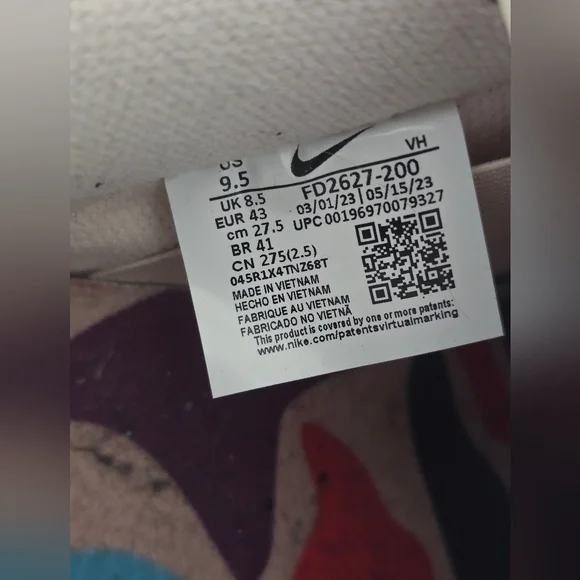 US
9.5
VH
UK 8.5
FD2627-200
EUR 43
03/01/23 | 05/15/23
cm 27.5
UPC 00196970079327
BR 41
CN 275(2.5)
045R1X4TNZ68T
MADE IN VIETNAM
HECHO EN VIETNAM
FABRIQUE AU VIETNAM
FABRICADO NO VIETNÃ
This product is covered by one or more patents:
www.nike.com/patentsvirtualmarking